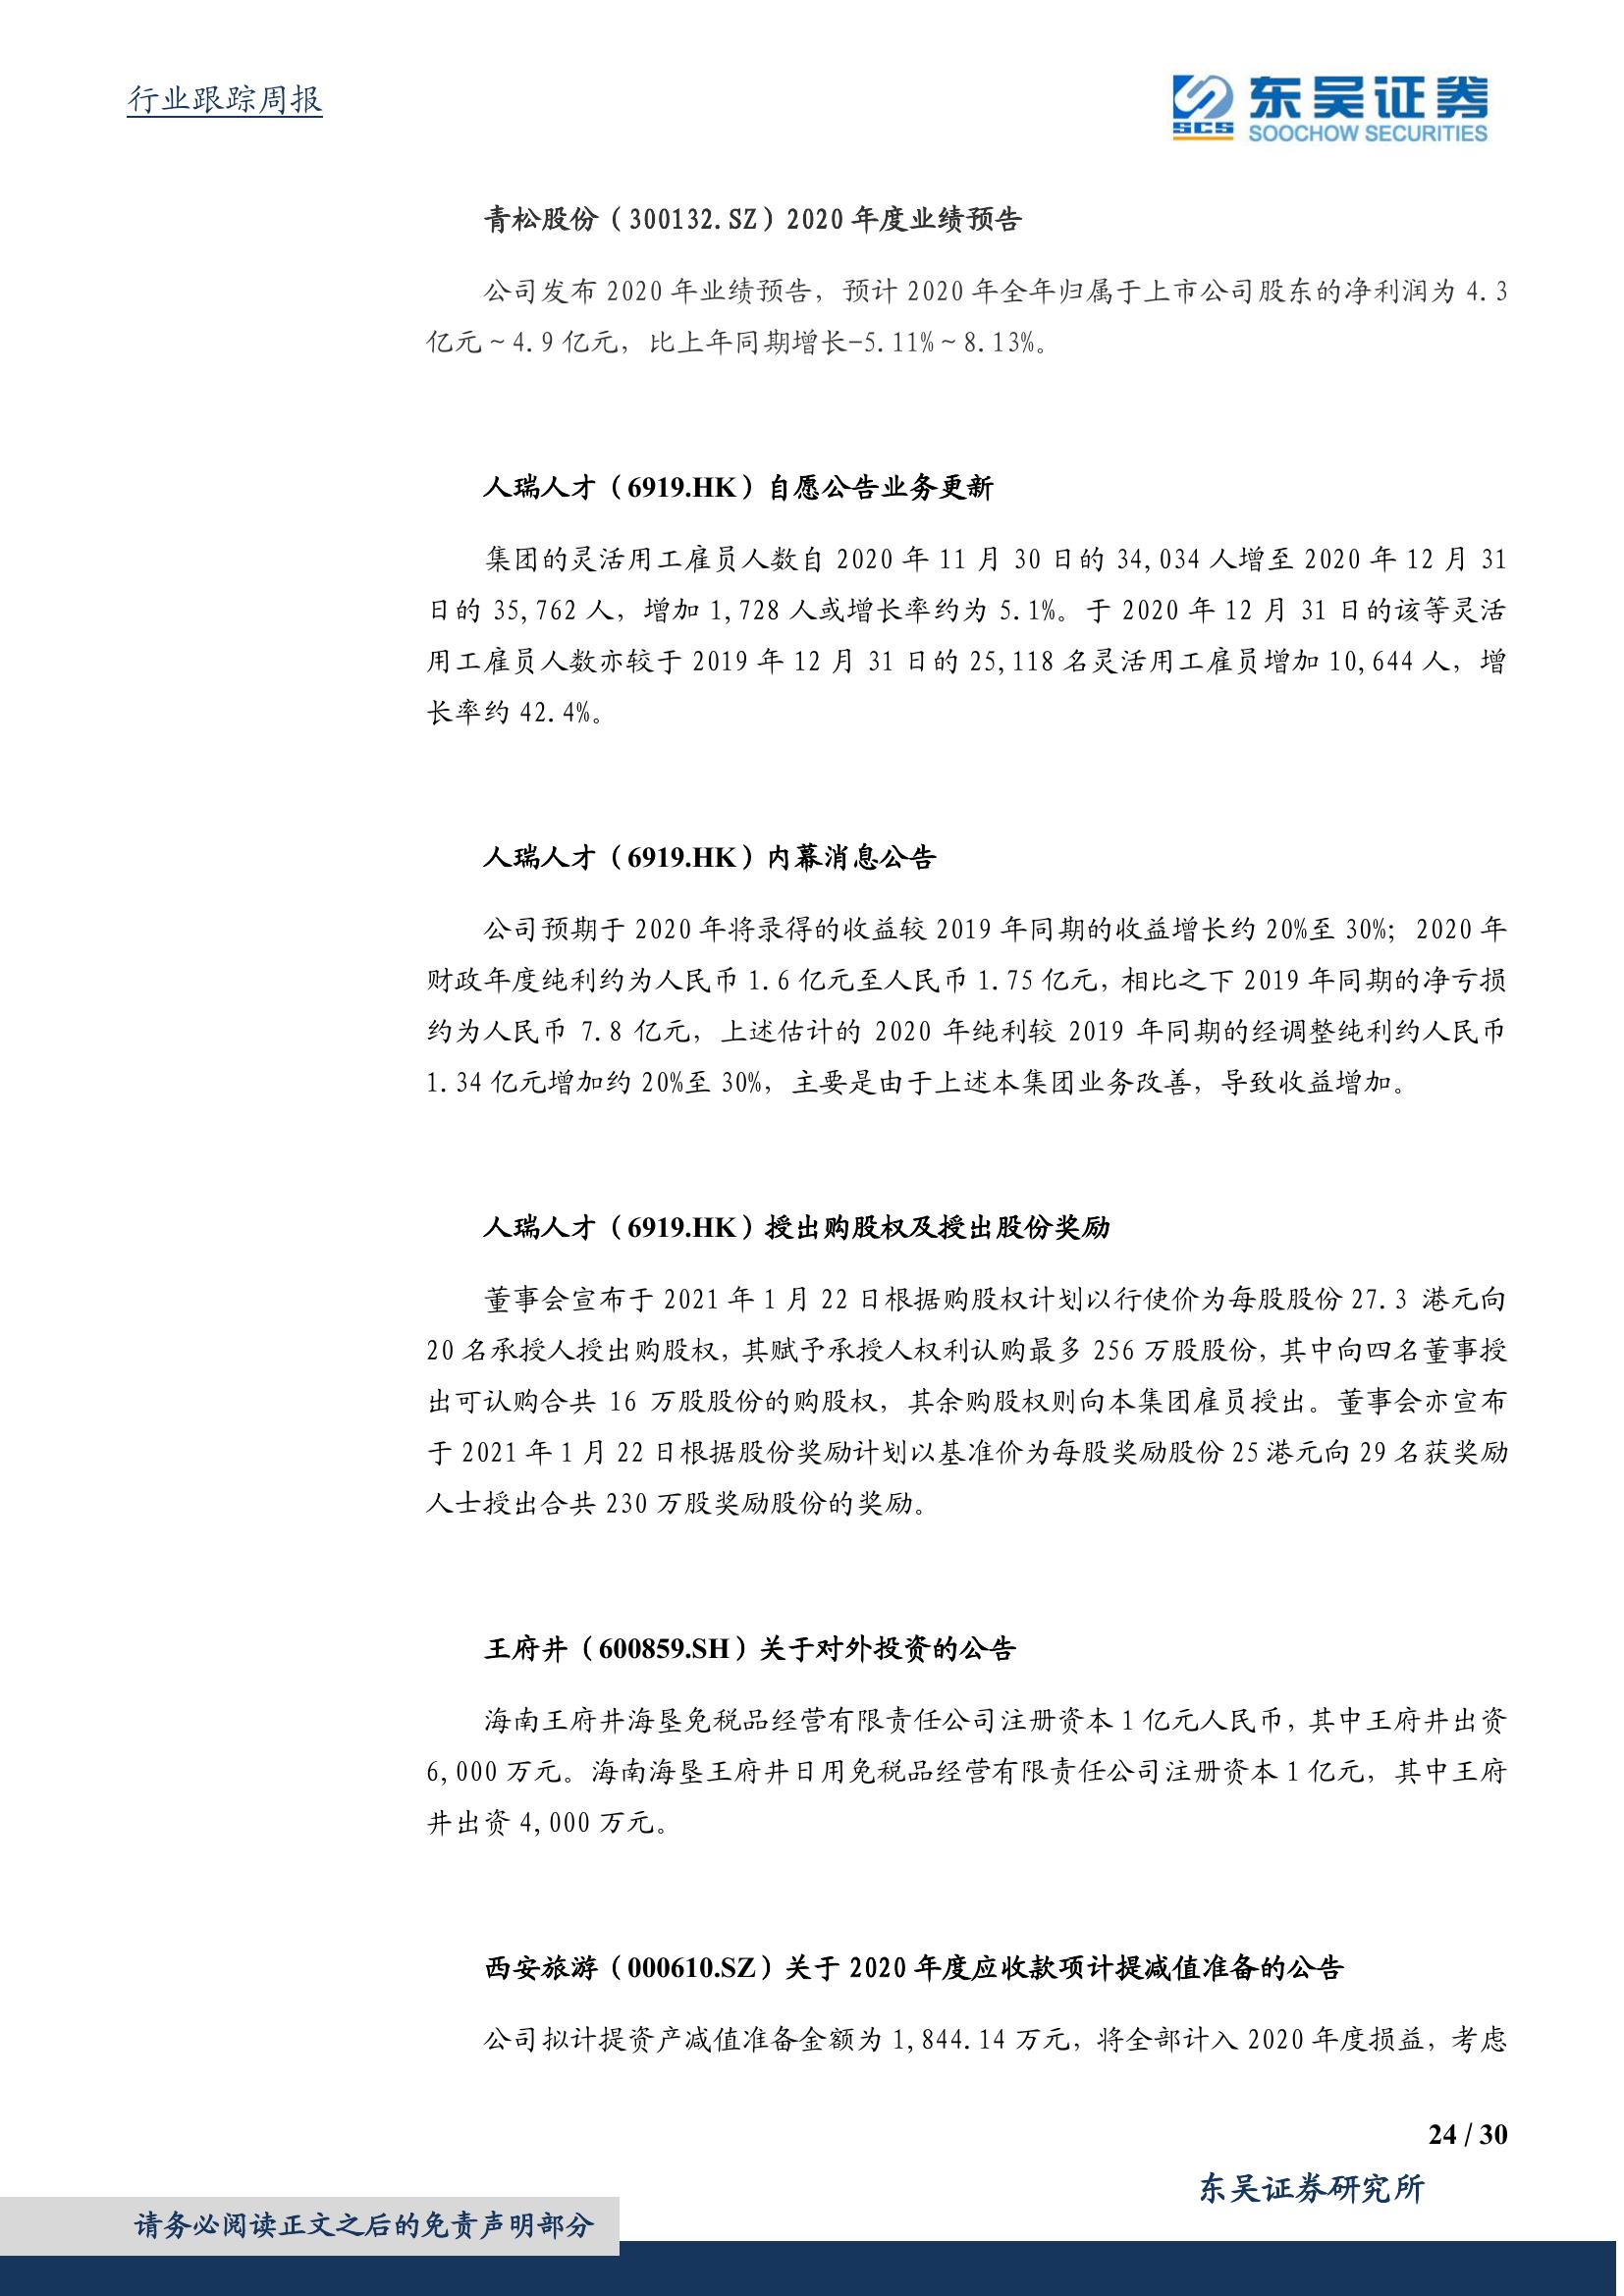 行业跟踪周报
SCS 东吴证券
SOOCHOW SECURITIES
青松股份（300132.SZ）2020 年度业绩预告
公司发布 2020 年业绩预告，预计 2020 年全年归属于上市公司股东的净利润为 4.3
亿元～4.9 亿元，比上年同期增长-5.11%～8.13%。
人瑞人才（6919.HK）自愿公告业务更新
集团的灵活用工雇员人数自 2020 年 11 月 30 日的 34,034 人增至 2020 年 12 月 31
日的 35,762 人，增加 1,728 人或增长率约为 5.1%。于 2020 年 12 月 31 日的该等灵活
用工雇员人数亦较于 2019 年 12 月 31 日的 25,118 名灵活用工雇员增加 10,644 人，增
长率约 42.4%。
人瑞人才（6919.HK）内幕消息公告
公司预期于 2020 年将录得的收益较 2019 年同期的收益增长约 20%至 30%；2020 年
财政年度纯利约为人民币 1.6 亿元至人民币 1.75 亿元，相比之下 2019 年同期的净亏损
约为人民币 7.8 亿元，上述估计的 2020 年纯利较 2019 年同期的经调整纯利约人民币
1.34 亿元增加约 20%至 30%，主要是由于上述本集团业务改善，导致收益增加。
人瑞人才（6919.HK）授出购股权及授出股份奖励
董事会宣布于 2021 年 1 月 22 日根据购股权计划以行使价为每股股份 27.3 港元向
20 名承授人授出购股权，其赋予承授人权利认购最多 256 万股股份，其中向四名董事授
出可认购合共 16 万股股份的购股权，其余购股权则向本集团雇员授出。董事会亦宣布
于 2021 年 1 月 22 日根据股份奖励计划以基准价为每股奖励股份 25 港元向 29 名获奖励
人士授出合共 230 万股奖励股份的奖励。
王府井（600859.SH）关于对外投资的公告
海南王府井海垦免税品经营有限责任公司注册资本 1 亿元人民币，其中王府井出资
6,000 万元。海南海垦王府井日用免税品经营有限责任公司注册资本 1 亿元，其中王府
井出资 4,000 万元。
西安旅游（000610.SZ）关于 2020 年度应收款项计提减值准备的公告
公司拟计提资产减值准备金额为 1,844.14 万元，将全部计入 2020 年度损益，考虑
24 / 30
东吴证券研究所
请务必阅读正文之后的免责声明部分